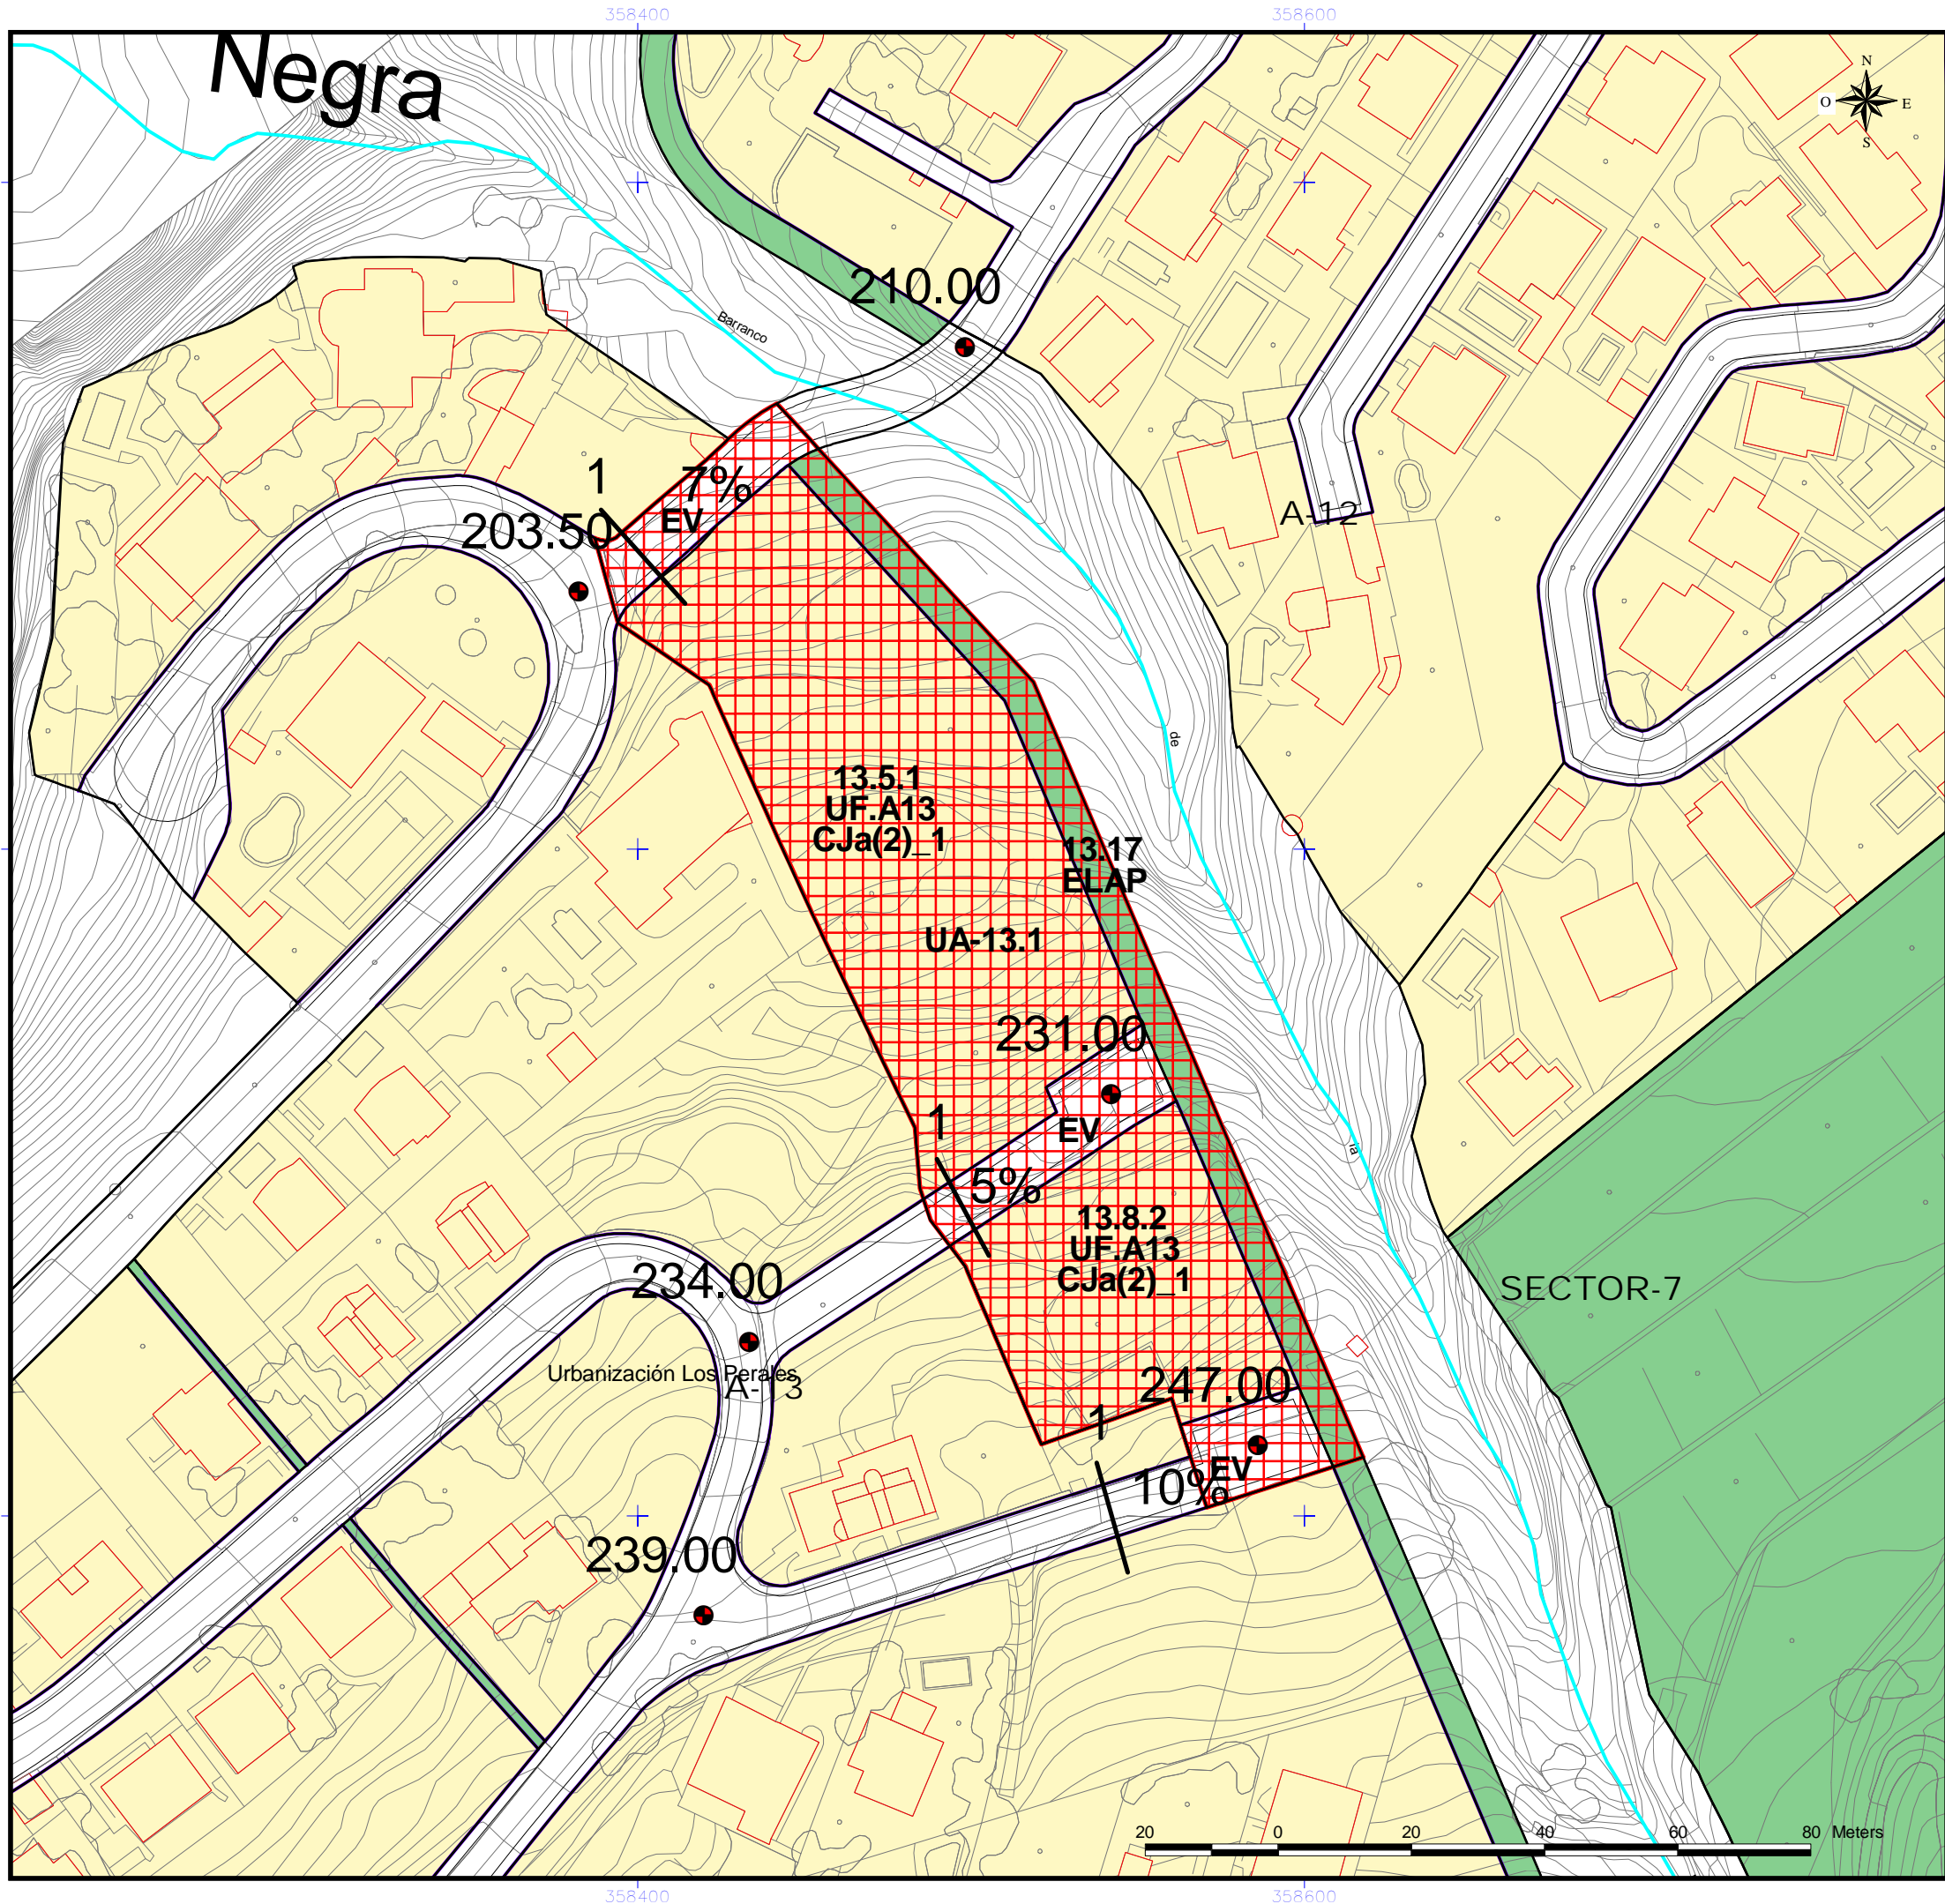 358400
358600
Negra
N
O
E
S
210.00
Barranco
1
7%
EV
203.50
A-12
de
13.5.1
UF.A13
CJa(2)_1
13.17
ELAP
UA-13.1
231.00
1
EV
la
5%
13.8.2
UF.A13
CJa(2)_1
234.00
SECTOR-7
Urbanización Los Perales
A-13
247.00
1
EV
10%
239.00
20
0
20
40
60
80
Meters
358400
358600